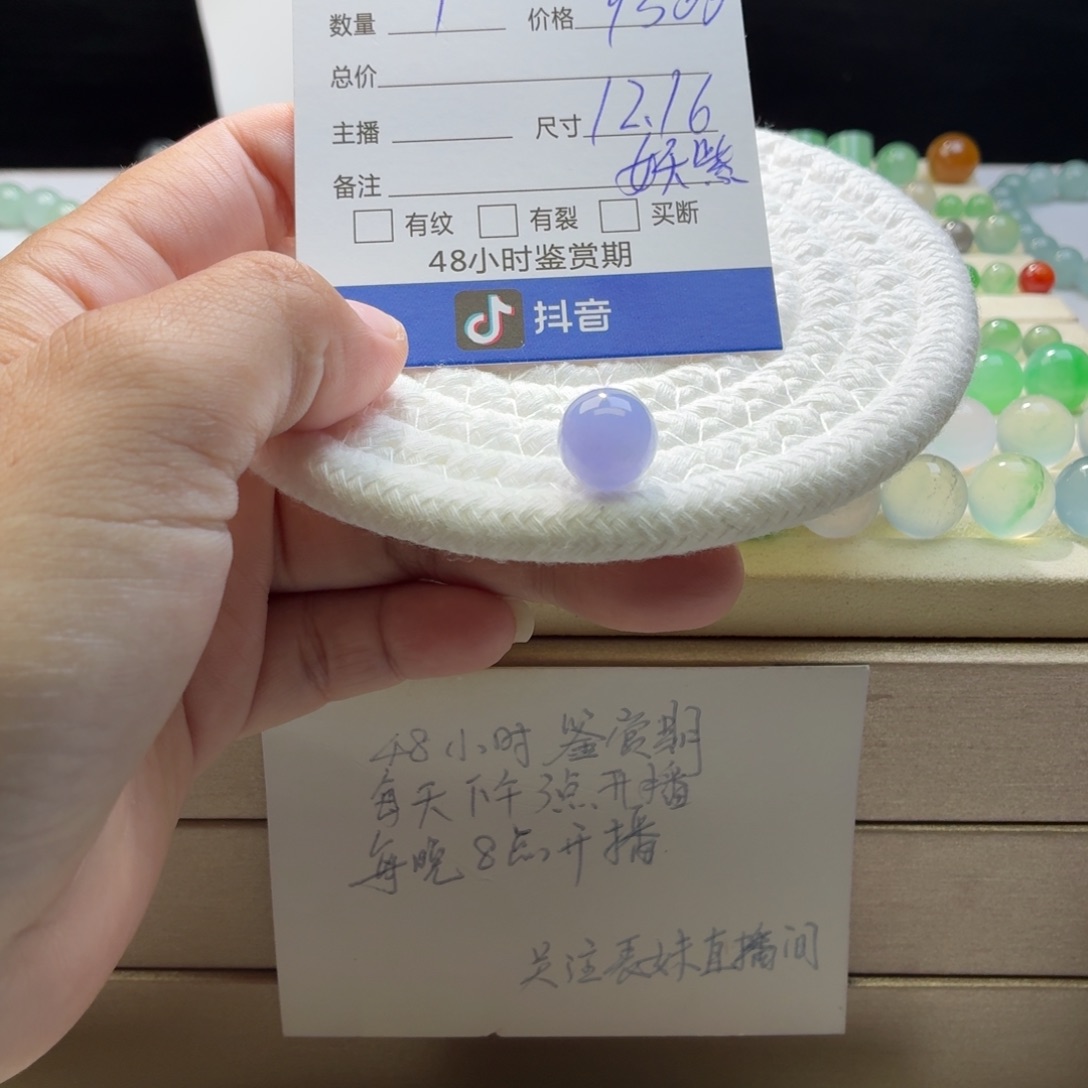 数量 1 价格 9500
总价
主播 尺寸 12.16
妖紫
备注
有纹 有裂 买断
48小时鉴赏期
抖音
48小时鉴赏期
每天下午3点开播
每晚8点开播
关注表妹直播间